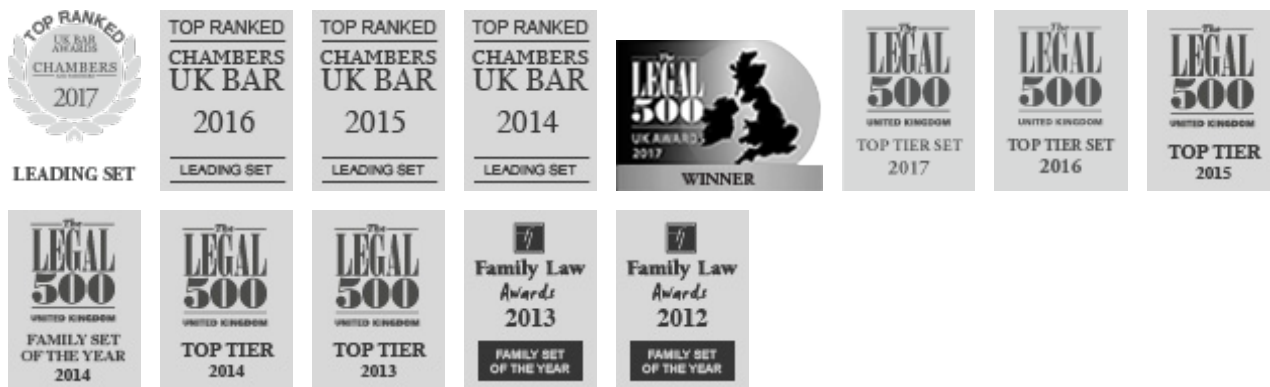 TOP RANKED
UK BAR
AWARDS
CHAMBERS
2017
LEADING SET
TOP RANKED
CHAMBERS
UK BAR
2016
LEADING SET
TOP RANKED
CHAMBERS
UK BAR
2015
LEADING SET
TOP RANKED
CHAMBERS
UK BAR
2014
LEADING SET
The
LEGAL
500
UK AWARDS
2017
WINNER
The
LEGAL
500
UNITED KINGDOM
TOP TIER SET
2017
The
LEGAL
500
UNITED KINGDOM
TOP TIER SET
2016
The
LEGAL
500
UNITED KINGDOM
TOP TIER
2015
The
LEGAL
500
UNITED KINGDOM
FAMILY SET
OF THE YEAR
2014
The
LEGAL
500
UNITED KINGDOM
TOP TIER
2014
The
LEGAL
500
UNITED KINGDOM
TOP TIER
2013
Family Law
Awards
2013
FAMILY SET
OF THE YEAR
Family Law
Awards
2012
FAMILY SET
OF THE YEAR